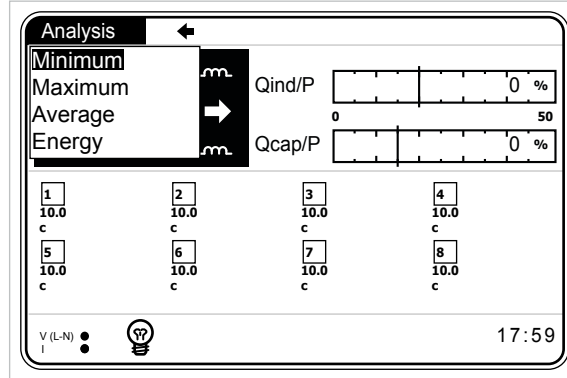 Analysis
Minimum
Maximum
Average
Energy
Qind/P
0 %
0 50
Qcap/P
0 %
1 2 3 4
10.0 10.0 10.0 10.0
c c c c
5 6 7 8
10.0 10.0 10.0 10.0
c c c c
V (L-N)
I
17:59